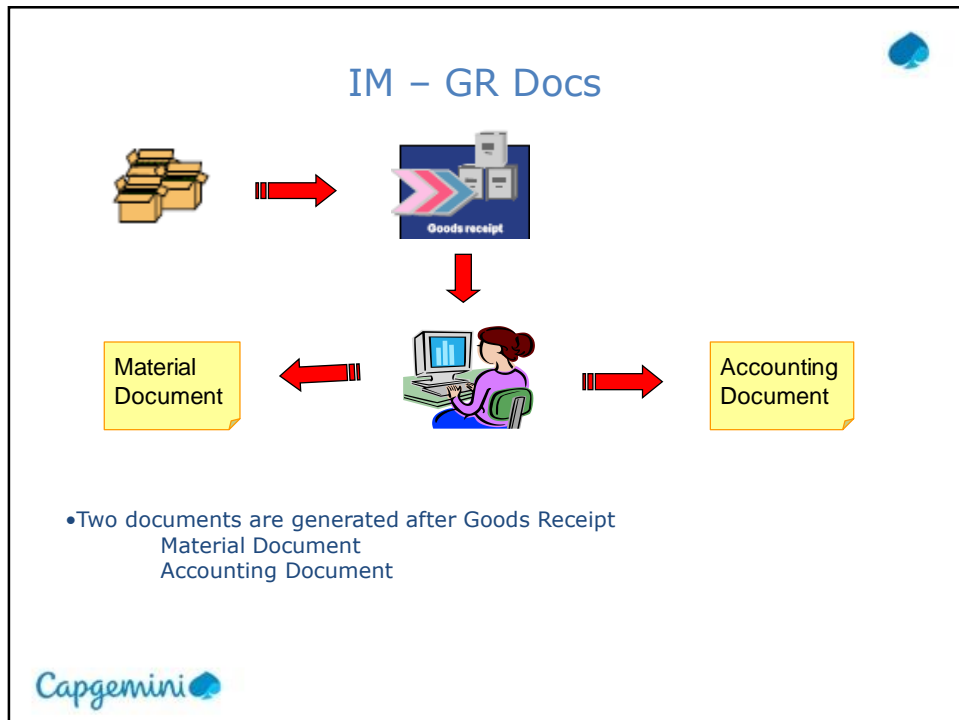 IM – GR Docs
Goods receipt
Material
Document
Accounting
Document
•Two documents are generated after Goods Receipt
Material Document
Accounting Document
Capgemini